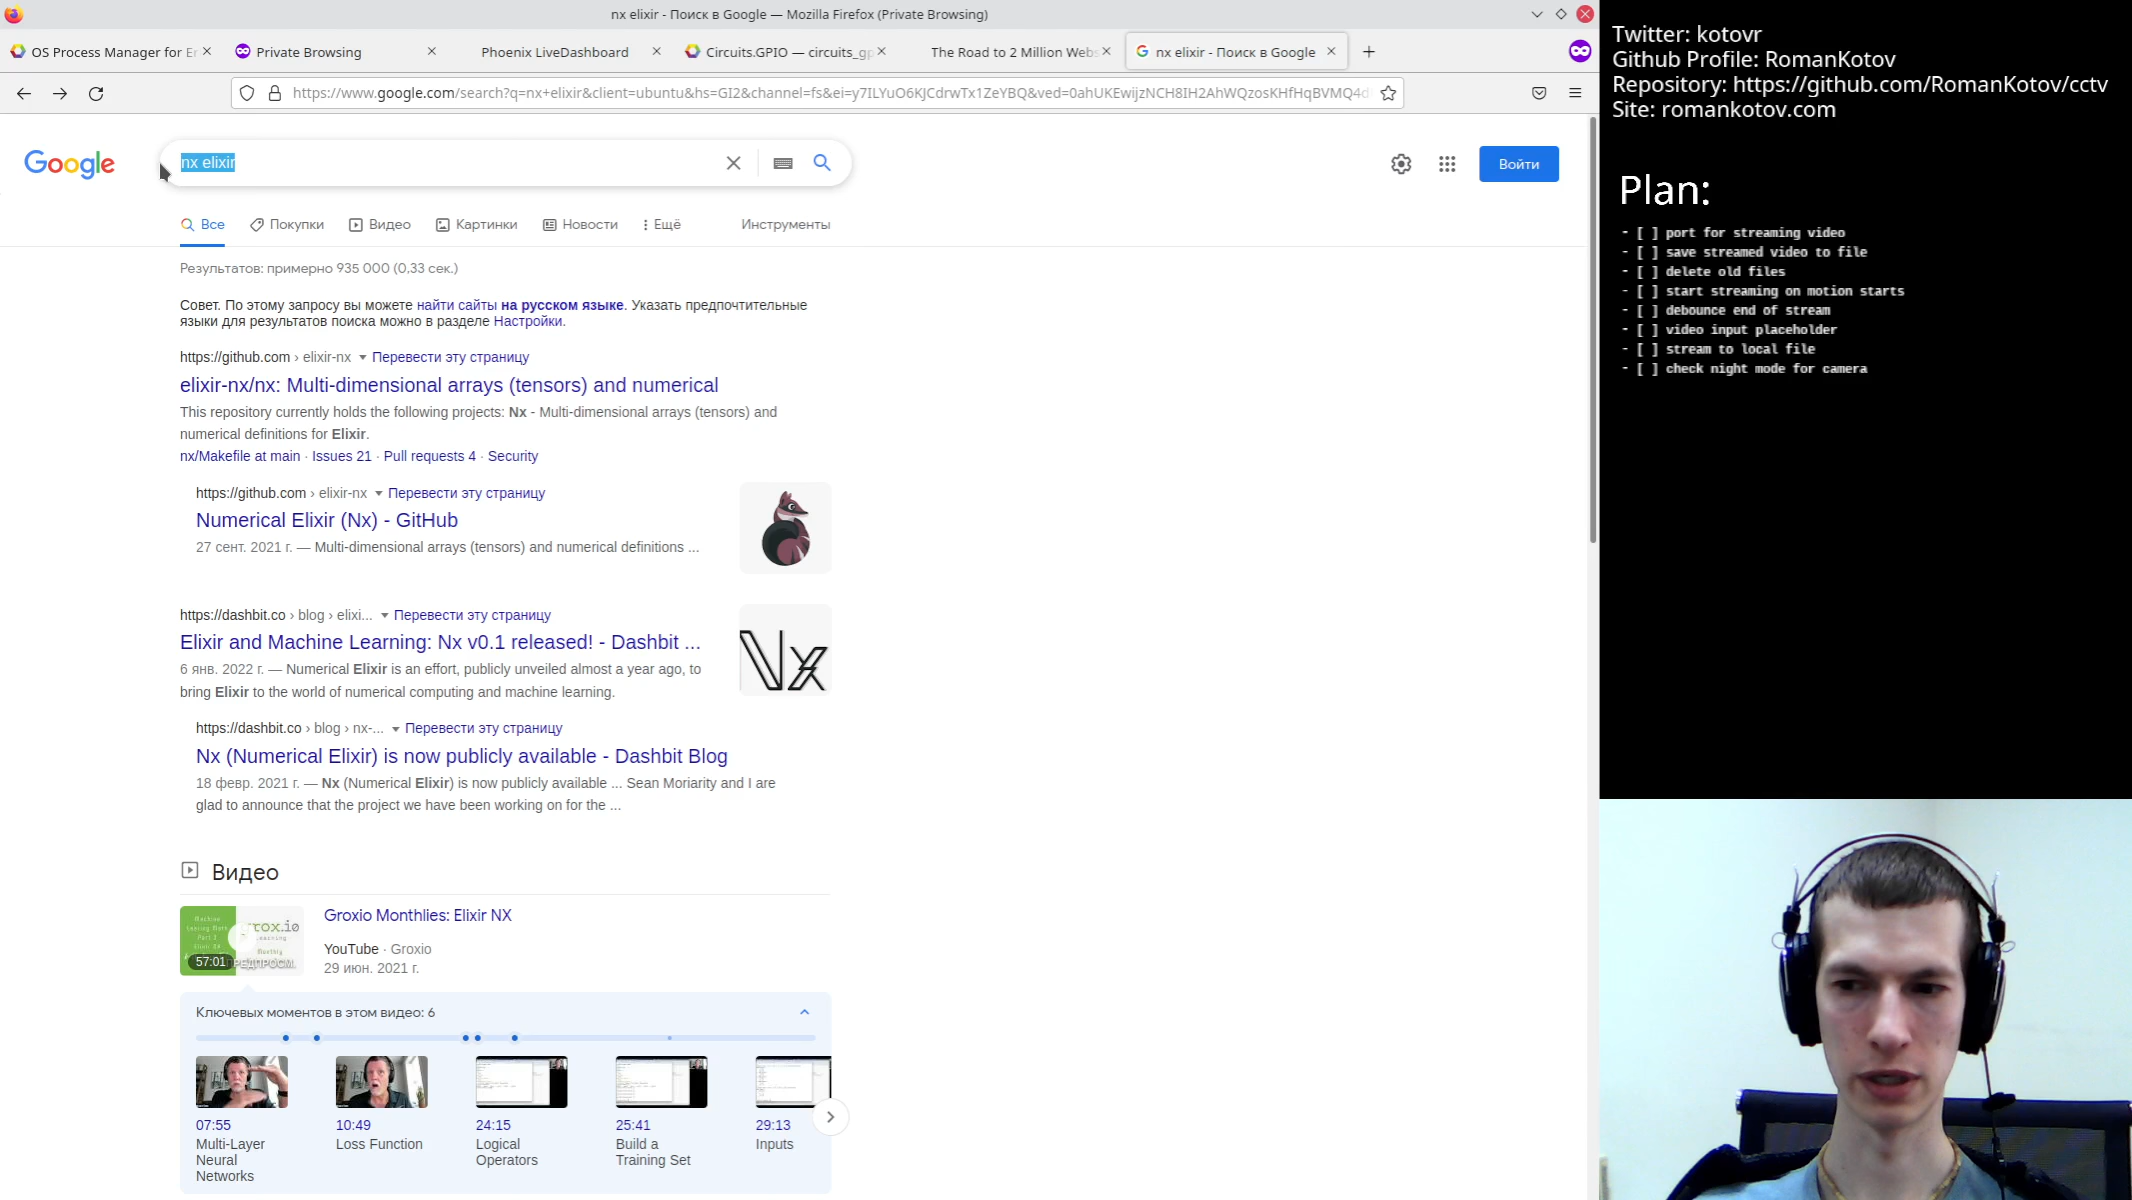 nx elixir - Поиск в Google — Mozilla Firefox (Private Browsing)
OS Process Manager for Er
Private Browsing
Phoenix LiveDashboard
Circuits.GPIO — circuits_gp
The Road to 2 Million Webs
nx elixir - Поиск в Google
https://www.google.com/search?q=nx+elixir&client=ubuntu&hs=GI2&channel=fs&ei=y7ILYuO6KJCdrwTx1ZeYBQ&ved=0ahUKEwijzNCH8IH2AhWQzosKHfHqBVMQ4d
Google
nx elixir
Войти
Все
Покупки
Видео
Картинки
Новости
Ещё
Инструменты
Результатов: примерно 935 000 (0,33 сек.)
Совет. По этому запросу вы можете найти сайты на русском языке. Указать предпочтительные
языки для результатов поиска можно в разделе Настройки.
https://github.com › elixir-nx Перевести эту страницу
elixir-nx/nx: Multi-dimensional arrays (tensors) and numerical
This repository currently holds the following projects: Nx - Multi-dimensional arrays (tensors) and
numerical definitions for Elixir.
nx/Makefile at main · Issues 21 · Pull requests 4 · Security
https://github.com › elixir-nx Перевести эту страницу
Numerical Elixir (Nx) - GitHub
27 сент. 2021 г. — Multi-dimensional arrays (tensors) and numerical definitions ...
https://dashbit.co › blog › elixi... Перевести эту страницу
Elixir and Machine Learning: Nx v0.1 released! - Dashbit ...
6 янв. 2022 г. — Numerical Elixir is an effort, publicly unveiled almost a year ago, to
bring Elixir to the world of numerical computing and machine learning.
Nx
https://dashbit.co › blog › nx-... Перевести эту страницу
Nx (Numerical Elixir) is now publicly available - Dashbit Blog
18 февр. 2021 г. — Nx (Numerical Elixir) is now publicly available ... Sean Moriarity and I are
glad to announce that the project we have been working on for the ...
Видео
57:01
Groxio Monthlies: Elixir NX
YouTube · Groxio
29 июн. 2021 г.
Ключевых моментов в этом видео: 6
07:55
Multi-Layer
Neural
Networks
10:49
Loss Function
24:15
Logical
Operators
25:41
Build a
Training Set
29:13
Inputs
Twitter: kotovr
Github Profile: RomanKotov
Repository: https://github.com/RomanKotov/cctv
Site: romankotov.com
Plan:
- [ ] port for streaming video
- [ ] save streamed video to file
- [ ] delete old files
- [ ] start streaming on motion starts
- [ ] debounce end of stream
- [ ] video input placeholder
- [ ] stream to local file
- [ ] check night mode for camera